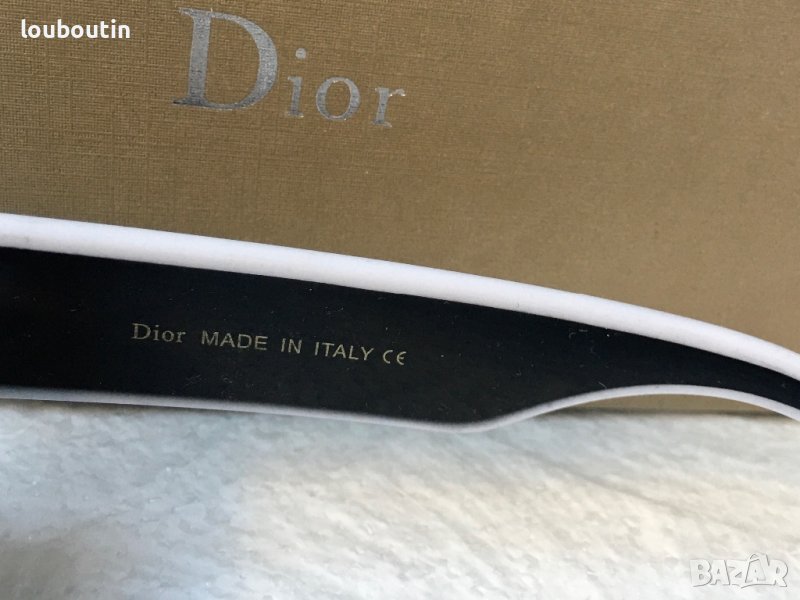 louboutin
Dior
Dior MADE IN ITALY CE
BAZAR